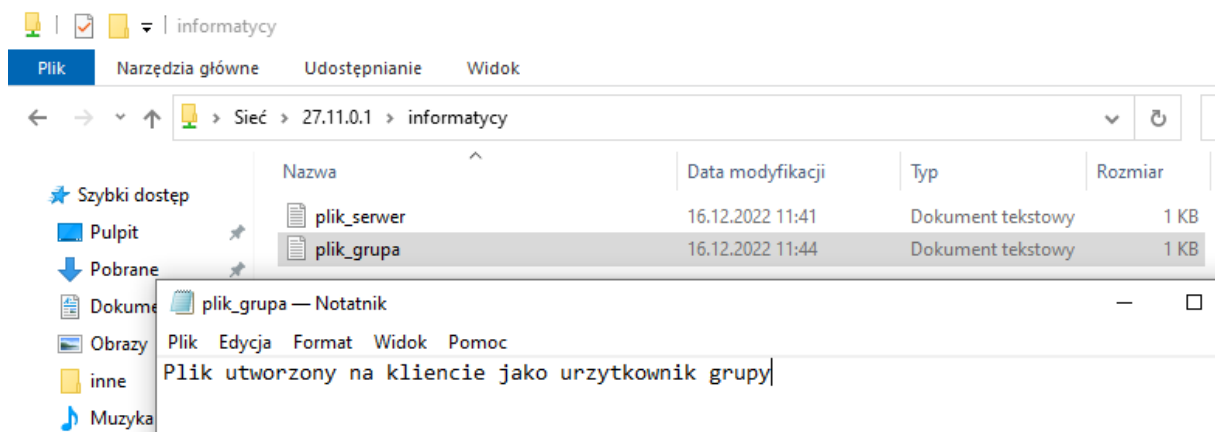 informatycy
Plik Narzędzia główne Udostępnianie Widok
Sieć > 27.11.0.1 > informatycy
Nazwa Data modyfikacji Typ Rozmiar
Szybki dostęp
plik_serwer 16.12.2022 11:41 Dokument tekstowy 1 KB
Pulpit
plik_grupa 16.12.2022 11:44 Dokument tekstowy 1 KB
Pobrane
Dokume
plik_grupa — Notatnik
Obrazy
Plik Edycja Format Widok Pomoc
Plik utworzony na kliencie jako urzytkownik grupy
inne
Muzyka